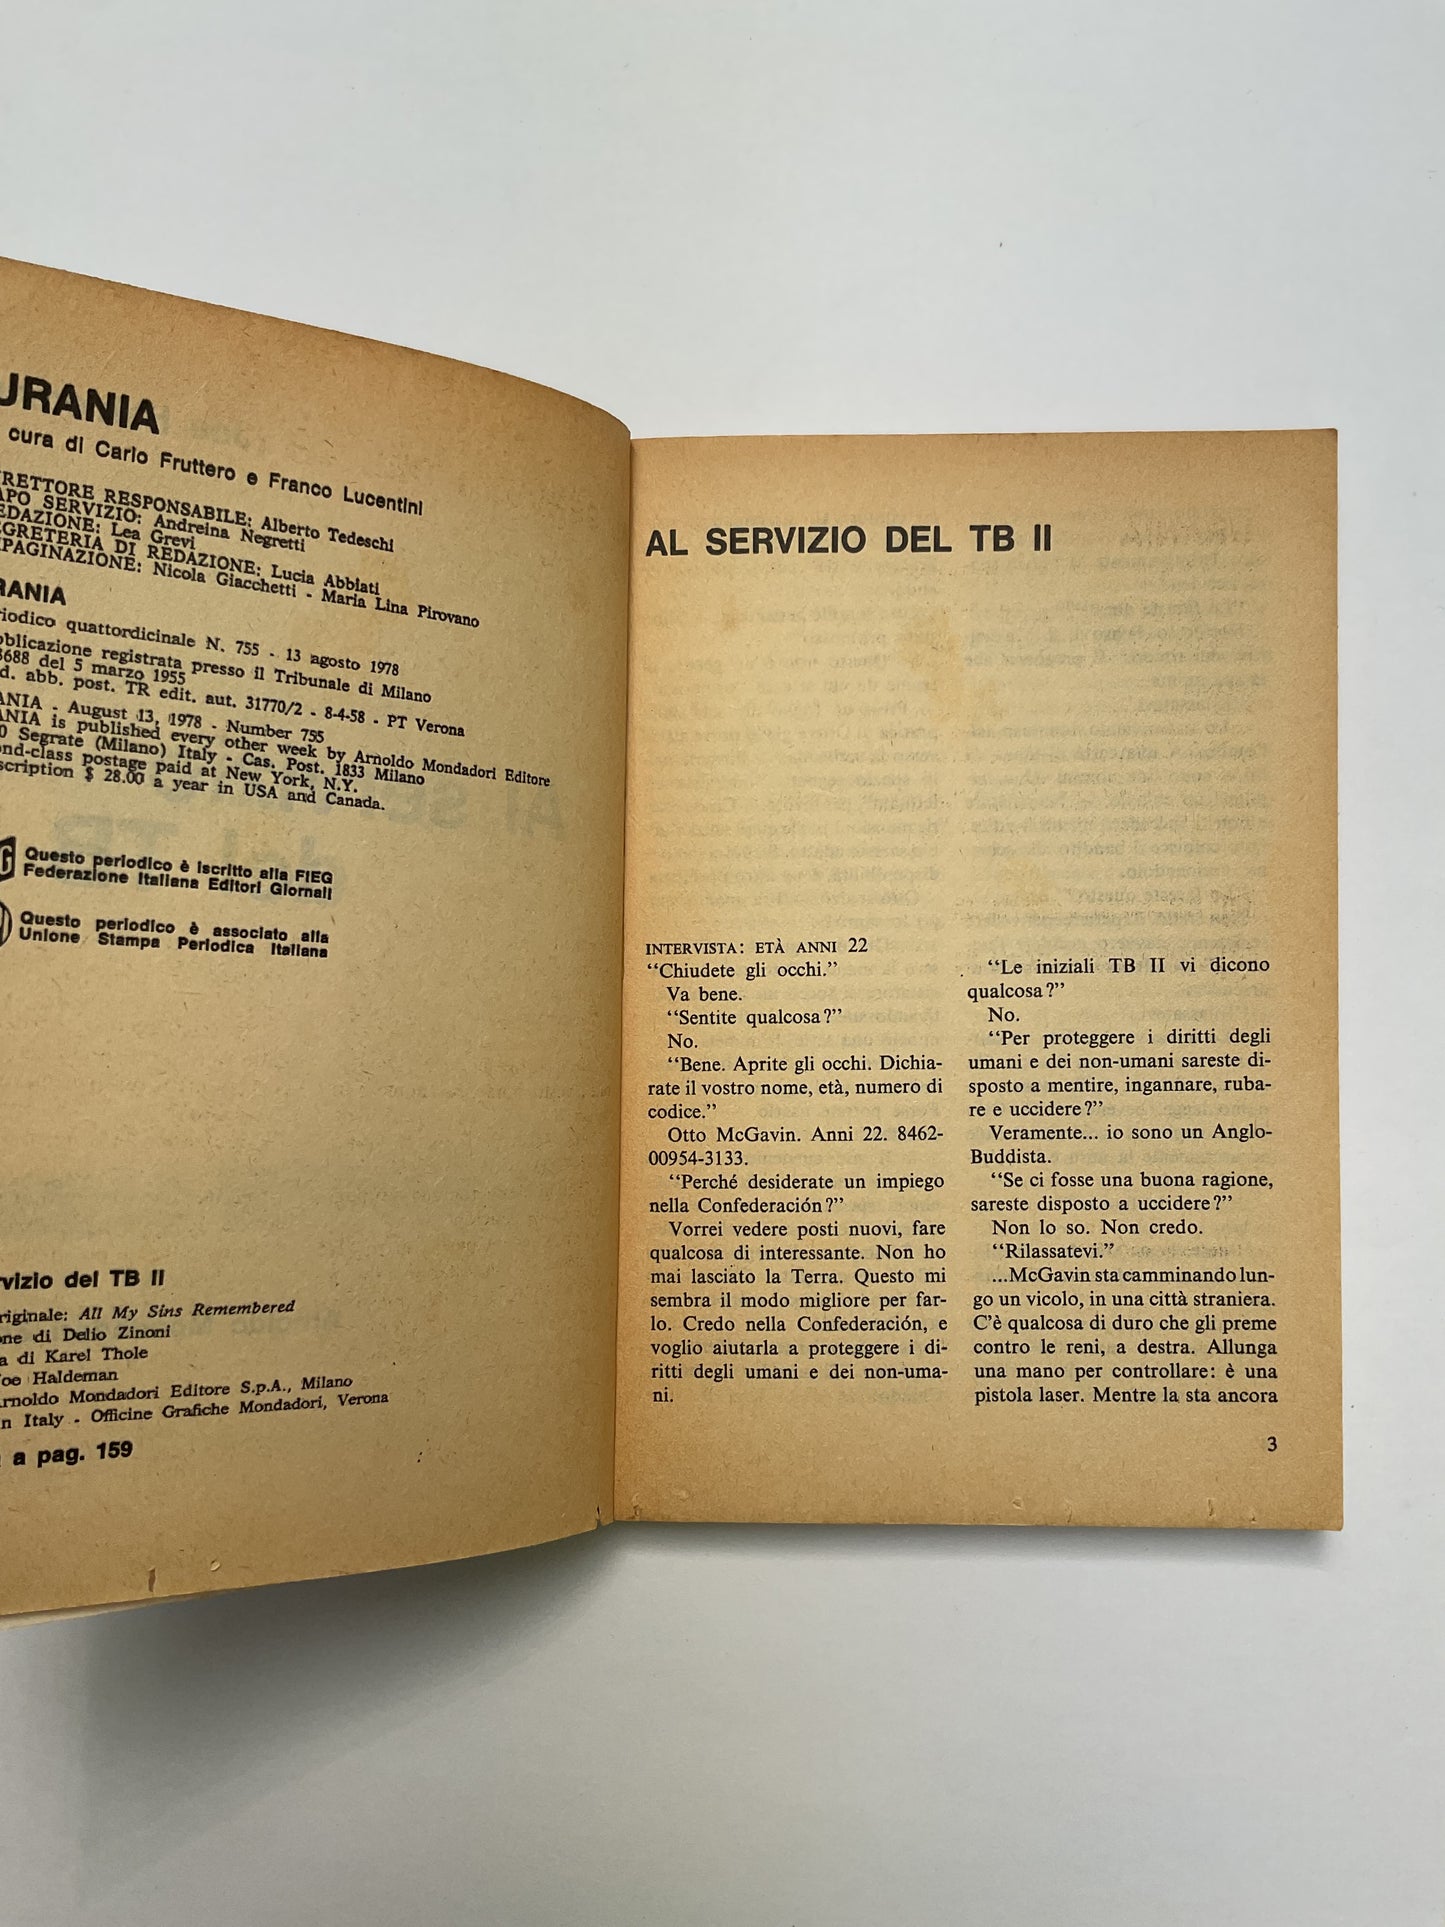 URANIA
cura di Carlo Fruttero e Franco Lucentini
RETTORE RESPONSABILE: Alberto Tedeschi
APO SERVIZIO: Andreina Negretti
EDAZIONE: Lea Grevi
EGRETERIA DI REDAZIONE: Lucia Abbiati
PAGINAZIONE: Nicola Giacchetti - Maria Lina Pirovano
RANIA
iodico quattordicinale N. 755 - 13 agosto 1978
bblicazione registrata presso il Tribunale di Milano
3688 del 5 marzo 1955
d. abb. post. TR edit. aut. 31770/2 - 8-4-58 - PT Verona
ANIA - August 13, 1978 - Number 755
ANIA is published every other week by Arnoldo Mondadori Editore
0 Segrate (Milano) Italy - Cas. Post. 1833 Milano
ond-class postage paid at New York, N.Y.
scription $ 28.00 a year in USA and Canada.
Questo periodico è iscritto alla FIEG
Federazione Italiana Editori Giornali
Questo periodico è associato alla
Unione Stampa Periodica Italiana
rvizio del TB II
riginale: All My Sins Remembered
one di Delio Zinoni
a di Karel Thole
Joe Haldeman
rnoldo Mondadori Editore S.p.A., Milano
in Italy - Officine Grafiche Mondadori, Verona
a pag. 159
AL SERVIZIO DEL TB II
INTERVISTA: ETÀ ANNI 22
“Chiudete gli occhi.”
Va bene.
“Sentite qualcosa?”
No.
“Bene. Aprite gli occhi. Dichia-
rate il vostro nome, età, numero di
codice.”
Otto McGavin. Anni 22. 8462-
00954-3133.
“Perché desiderate un impiego
nella Confederación?”
Vorrei vedere posti nuovi, fare
qualcosa di interessante. Non ho
mai lasciato la Terra. Questo mi
sembra il modo migliore per far-
lo. Credo nella Confederación, e
voglio aiutarla a proteggere i di-
ritti degli umani e dei non-uma-
ni.
“Le iniziali TB II vi dicono
qualcosa?”
No.
“Per proteggere i diritti degli
umani e dei non-umani sareste di-
sposto a mentire, ingannare, ruba-
re e uccidere?”
Veramente... io sono un Anglo-
Buddista.
“Se ci fosse una buona ragione,
sareste disposto a uccidere?”
Non lo so. Non credo.
“Rilassatevi.”
...McGavin sta camminando lun-
go un vicolo, in una città straniera.
C'è qualcosa di duro che gli preme
contro le reni, a destra. Allunga
una mano per controllare: è una
pistola laser. Mentre la sta ancora
3